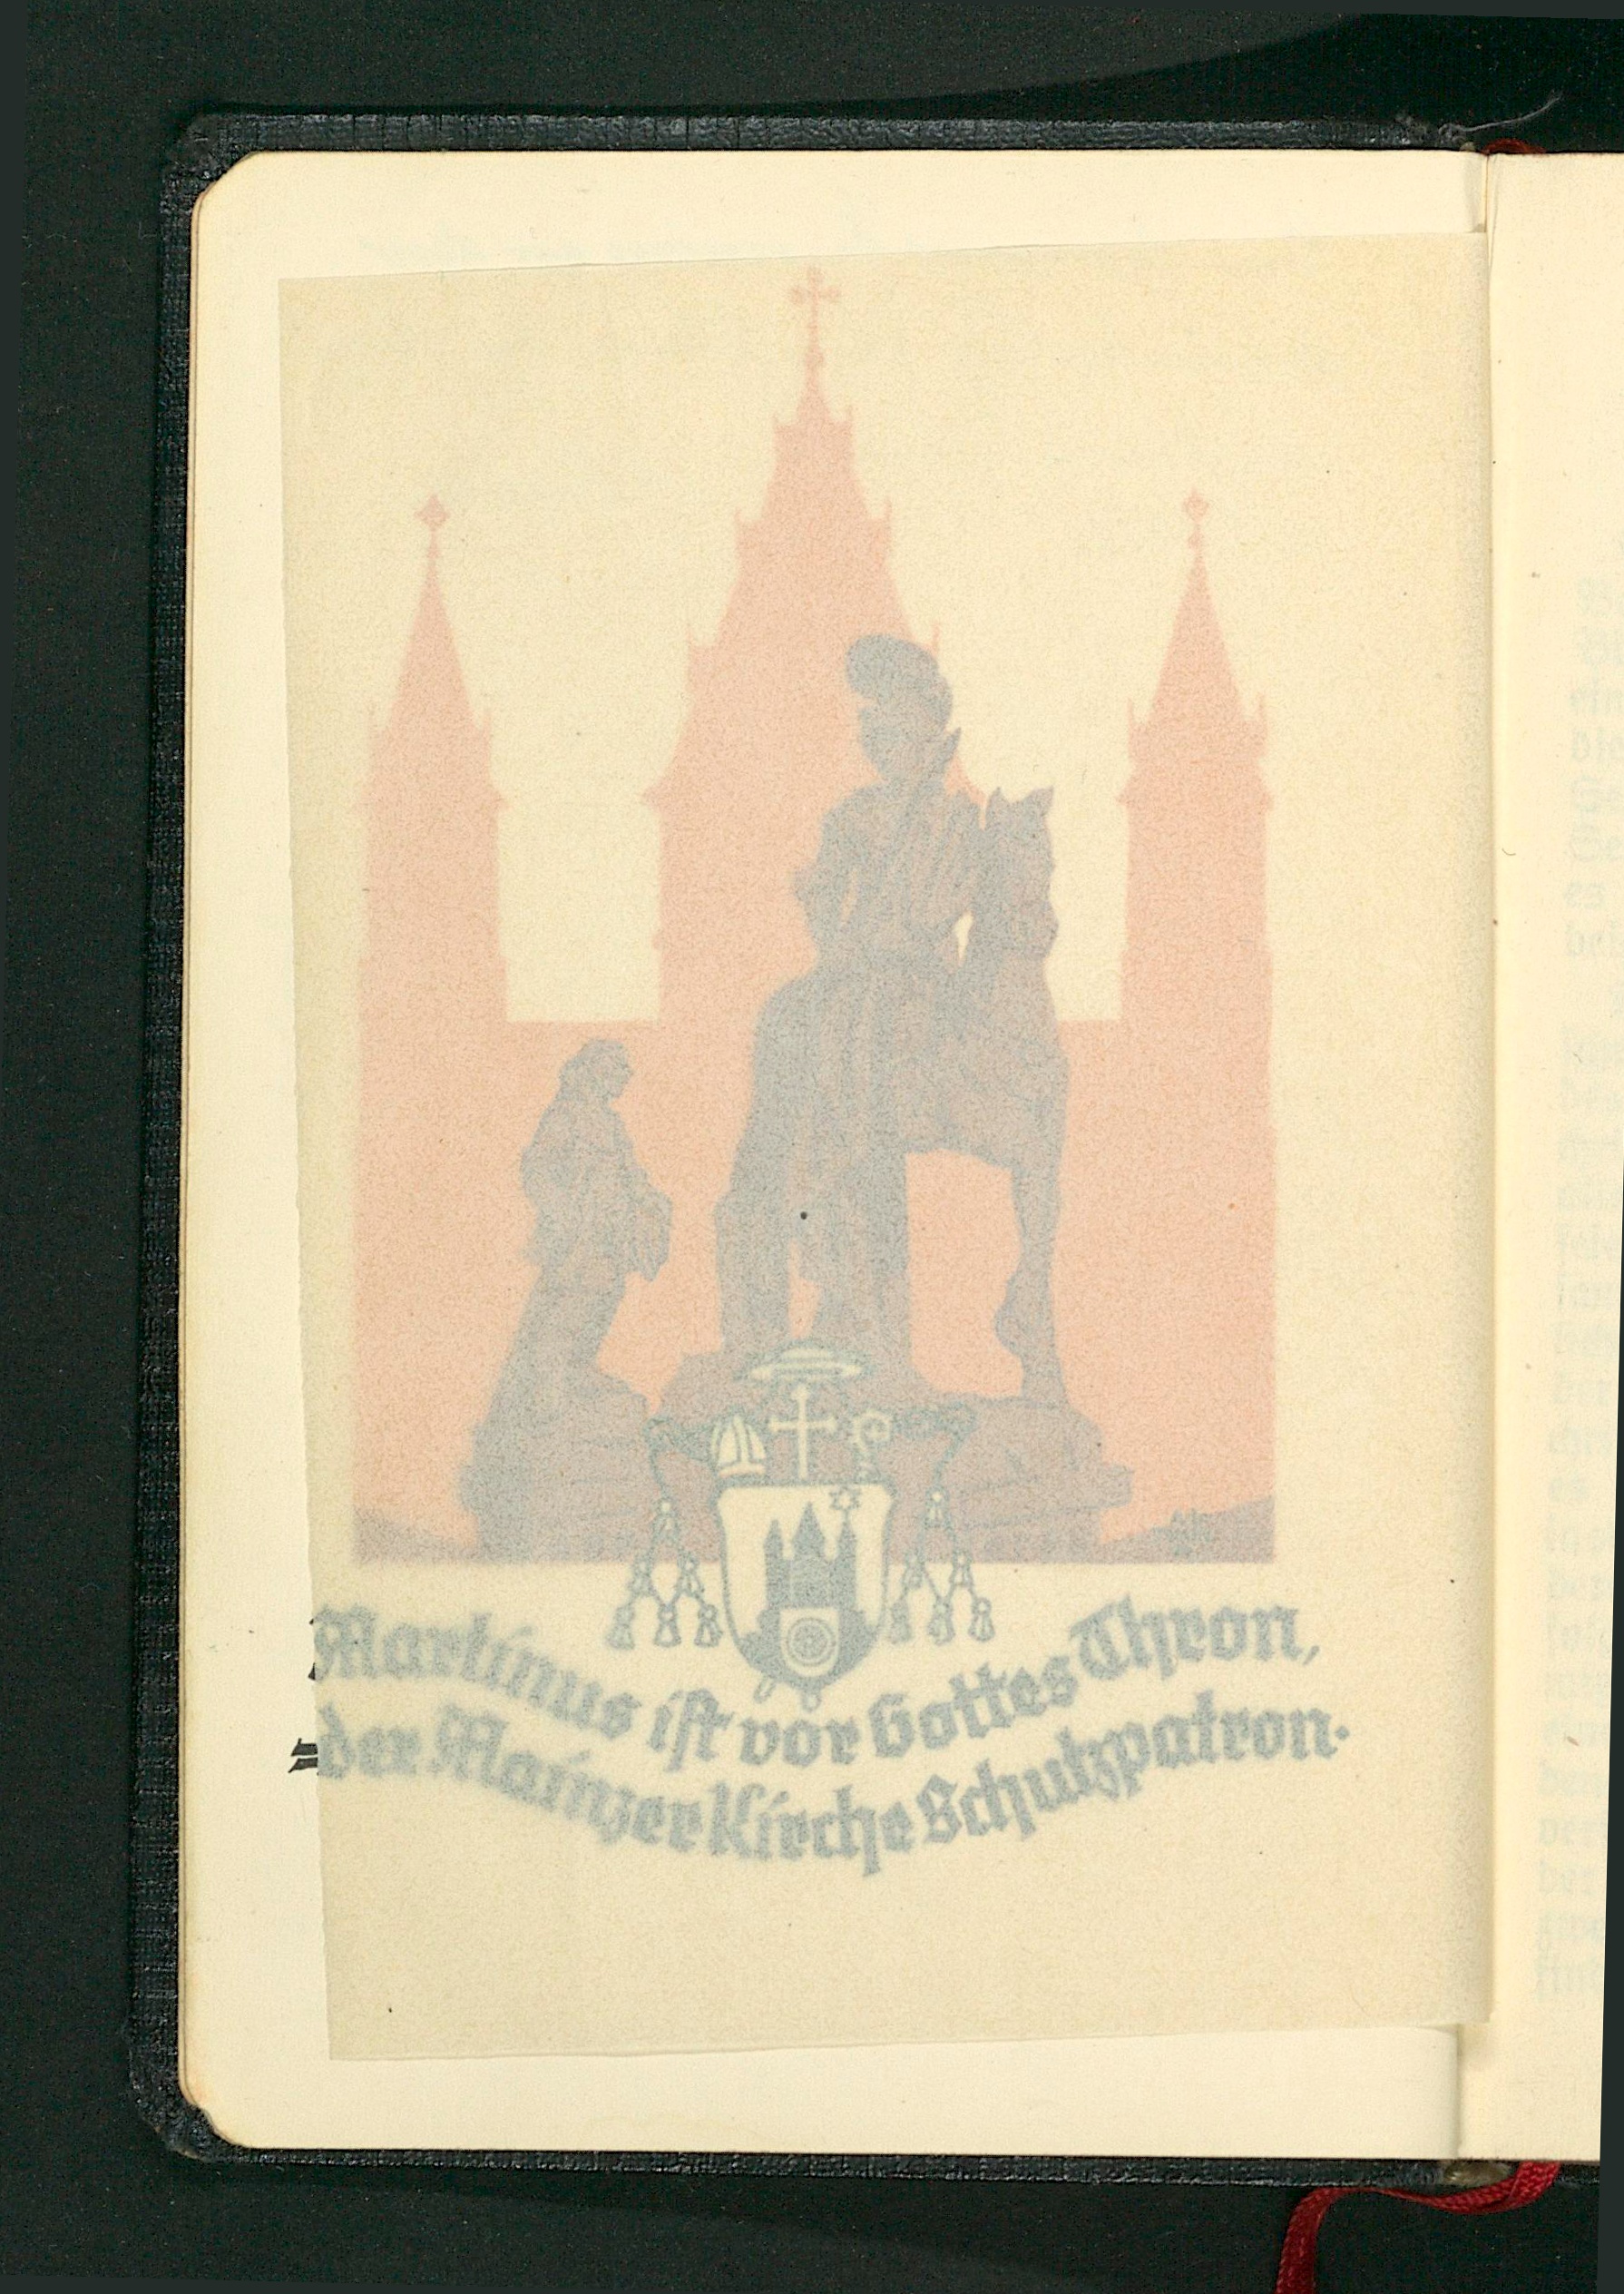 Martinus ist vor Gottes Thron,
der Mainzer Kirche Schutzpatron.